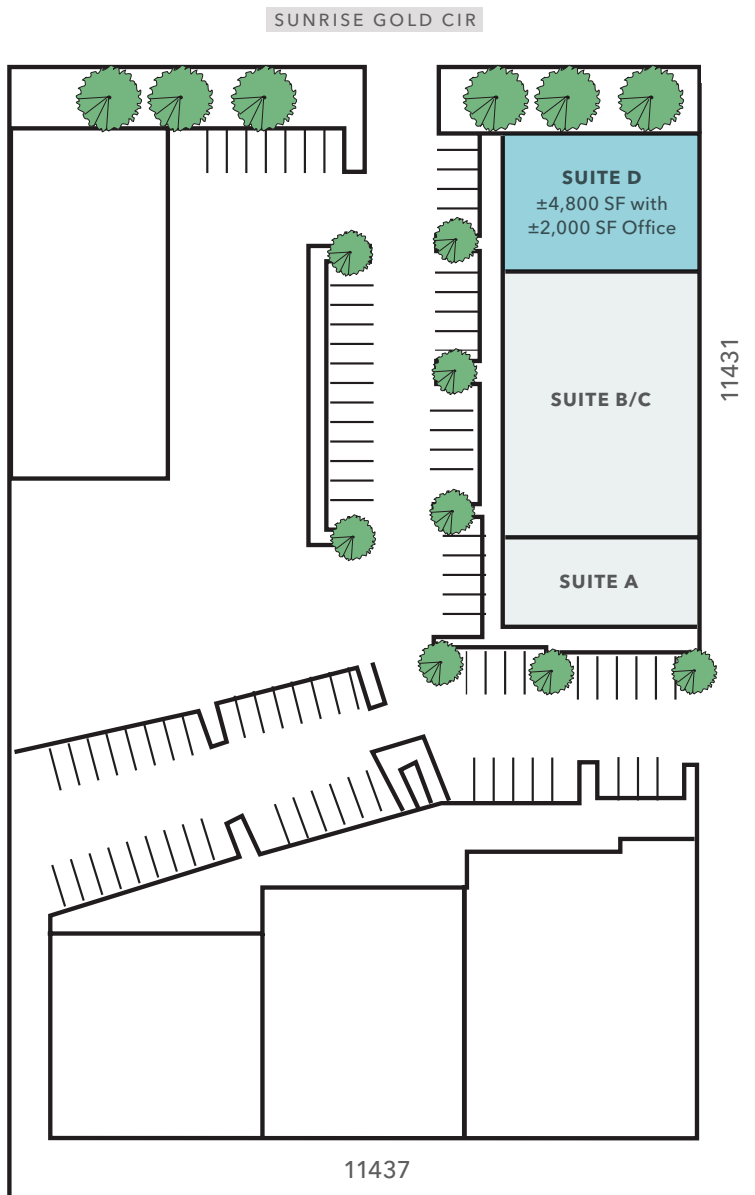 SUNRISE GOLD CIR
SUITE D
±4,800 SF with
±2,000 SF Office
11431
SUITE B/C
SUITE A
11437